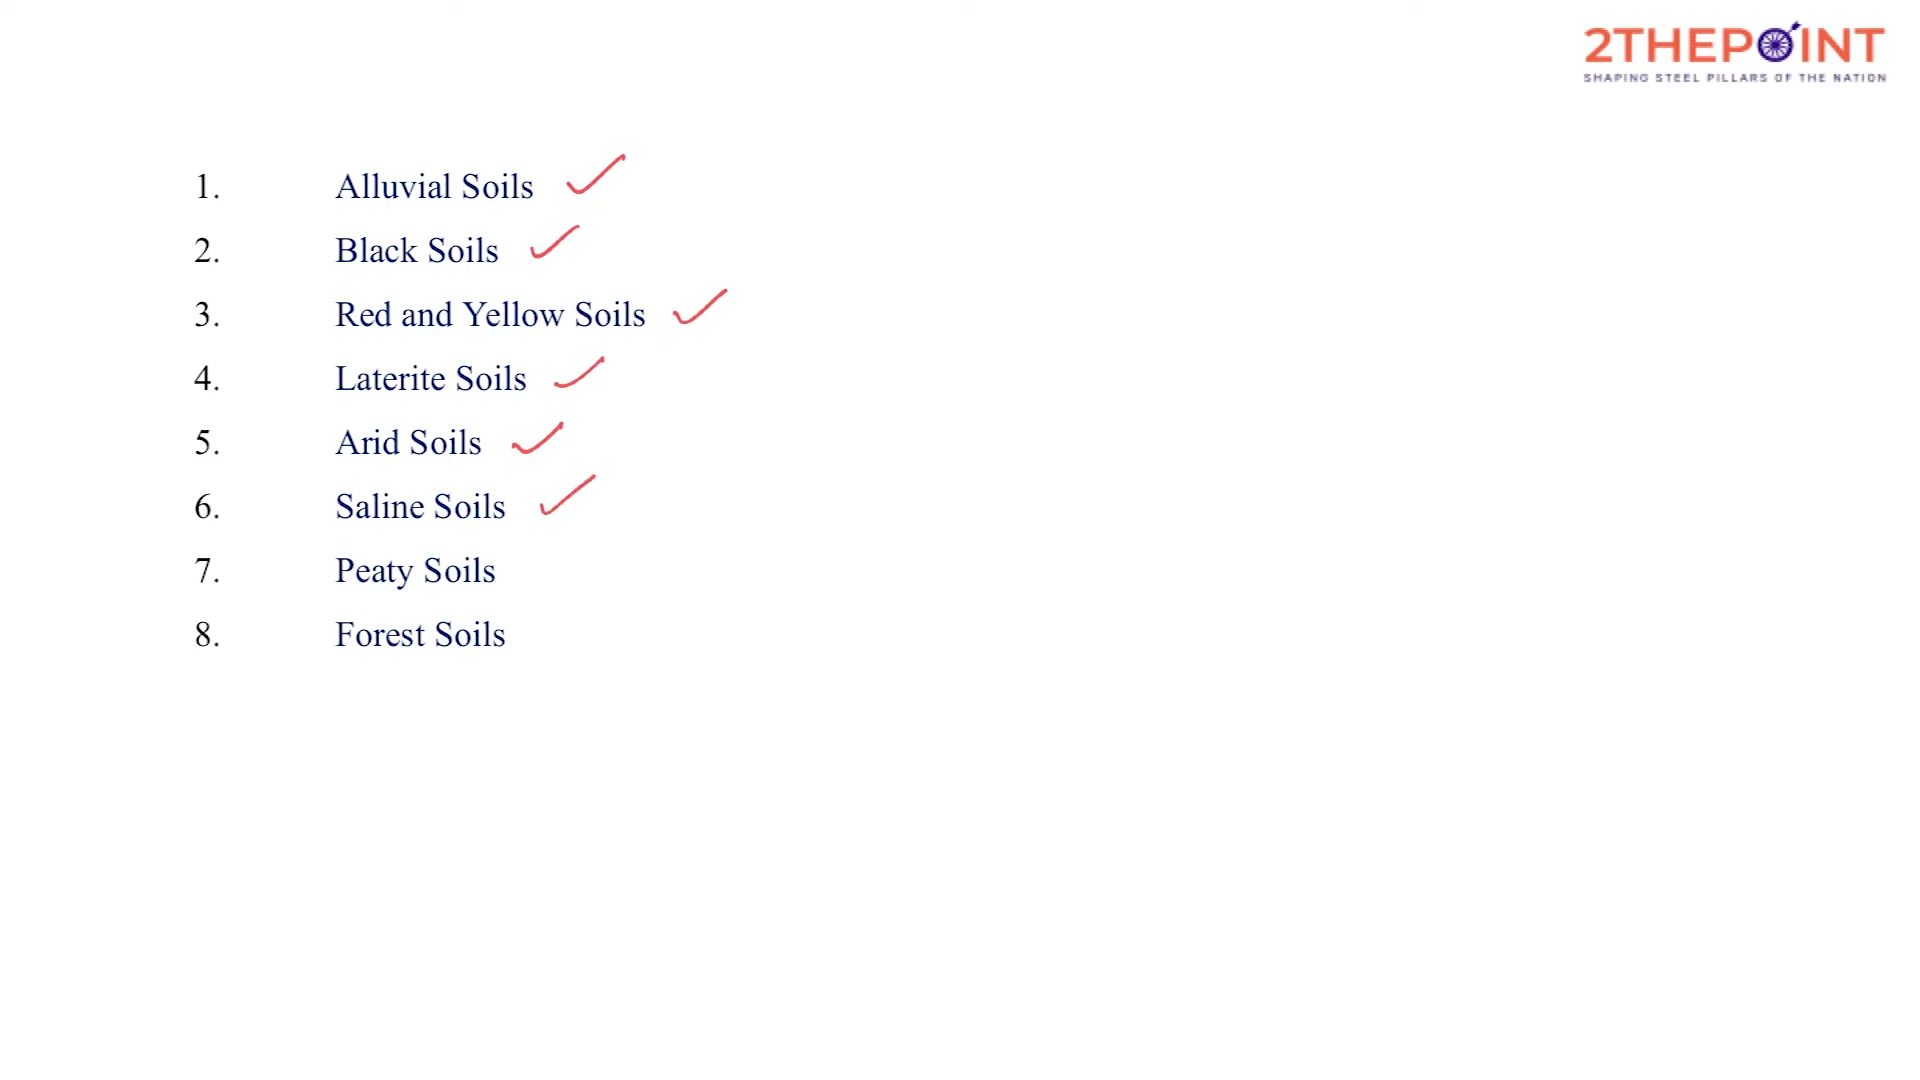 2THEPOINT
SHAPING STEEL PILLARS OF THE NATION
1. Alluvial Soils
2. Black Soils
3. Red and Yellow Soils
4. Laterite Soils
5. Arid Soils
6. Saline Soils
7. Peaty Soils
8. Forest Soils